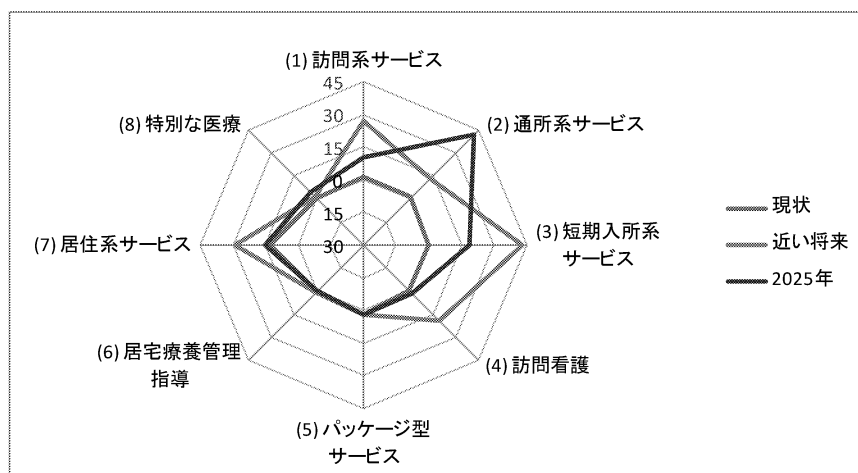 (1) 訪問系サービス
45
30
15
0
15
30
(2) 通所系サービス
(3) 短期入所系
サービス
(4) 訪問看護
(5) パッケージ型
サービス
(6) 居宅療養管理
指導
(7) 居住系サービス
(8) 特別な医療
現状
近い将来
2025年